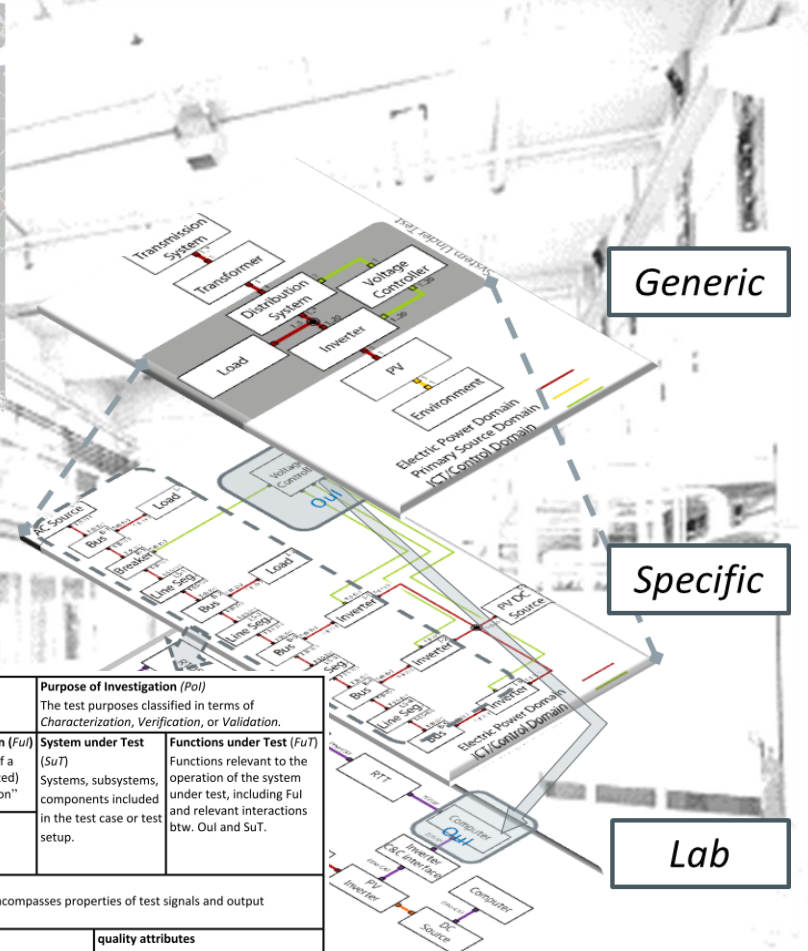 System Under Test
Transmission
System
Transformer
Distribution
System
Voltage
Controller
Load
Inverter
PV
Environment
Electric Power Domain
Primary Source Domain
ICT/Control Domain
Generic
OuI
AC Source
Load
Bus
Breaker
Line Seg
Load
Bus
Line Seg
Inverter
Bus
Seg
PV DC
Source
Inverter
Bus
Line Seg
Inverter
Bus
Electric Power Domain
ICT/Control Domain
Specific
Purpose of Investigation (PoI)
The test purposes classified in terms of
Characterization, Verification, or Validation.
n (FuI)
f a
ted)
on”
System under Test
(SuT)
Systems, subsystems,
components included
in the test case or test
setup.
Functions under Test (FuT)
Functions relevant to the
operation of the system
under test, including FuI
and relevant interactions
btw. OuI and SuT.
ncompasses properties of test signals and output
quality attributes
RTT
Computer
OuI
Inverter
C&C interface
PV
Inverter
Computer
DC
Source
Lab